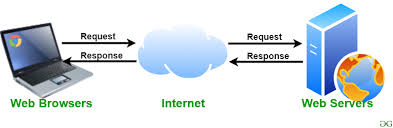 Request
Response
Request
Response
Web Browsers
Internet
Web Servers